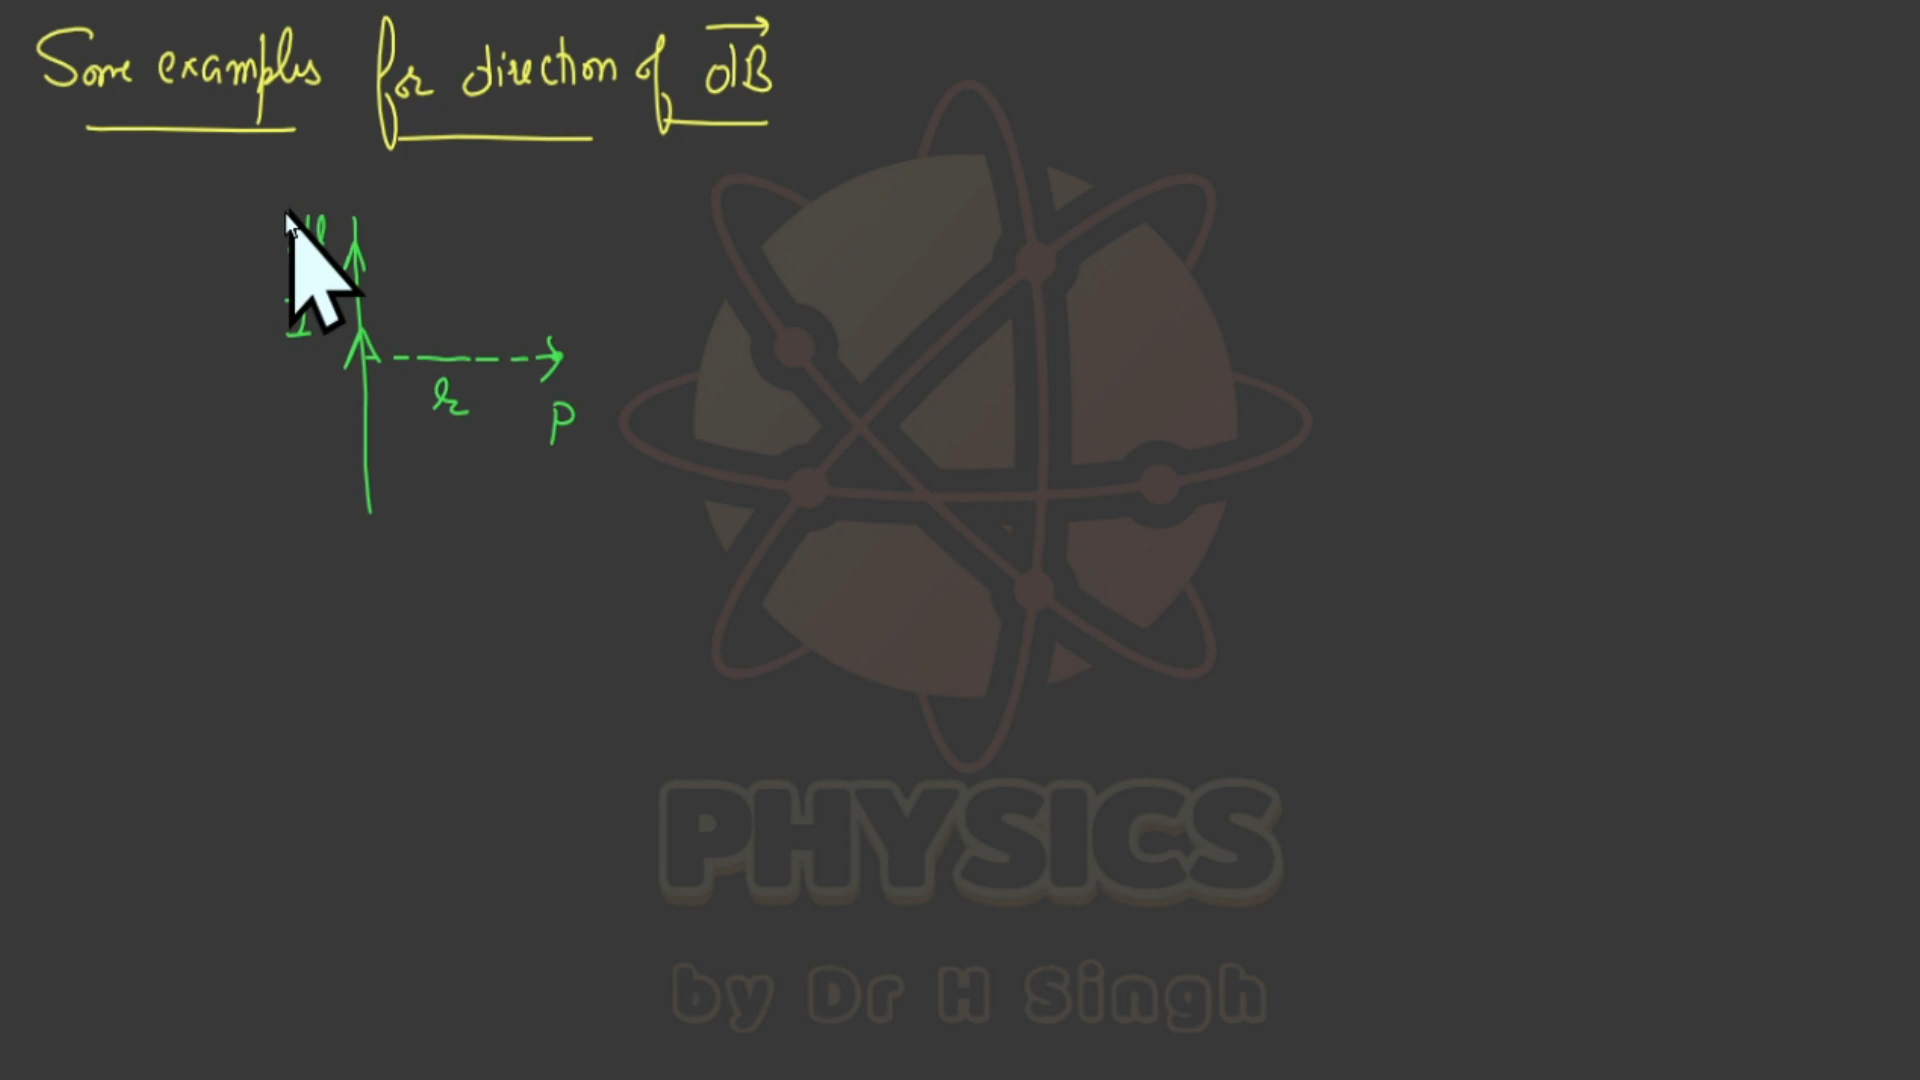 Some examples for direction of dB
I
r
P
PHYSICS
by Dr H Singh